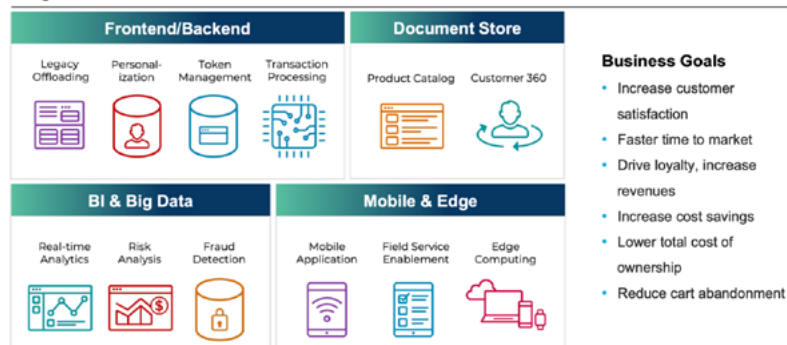 Frontend/Backend
Legacy
Offloading
Personal-
ization
Token
Management
Transaction
Processing
Document Store
Product Catalog
Customer 360
BI & Big Data
Real-time
Analytics
Risk
Analysis
Fraud
Detection
Mobile & Edge
Mobile
Application
Field Service
Enablement
Edge
Computing
Business Goals
• Increase customer
satisfaction
• Faster time to market
• Drive loyalty, increase
revenues
• Increase cost savings
• Lower total cost of
ownership
• Reduce cart abandonment